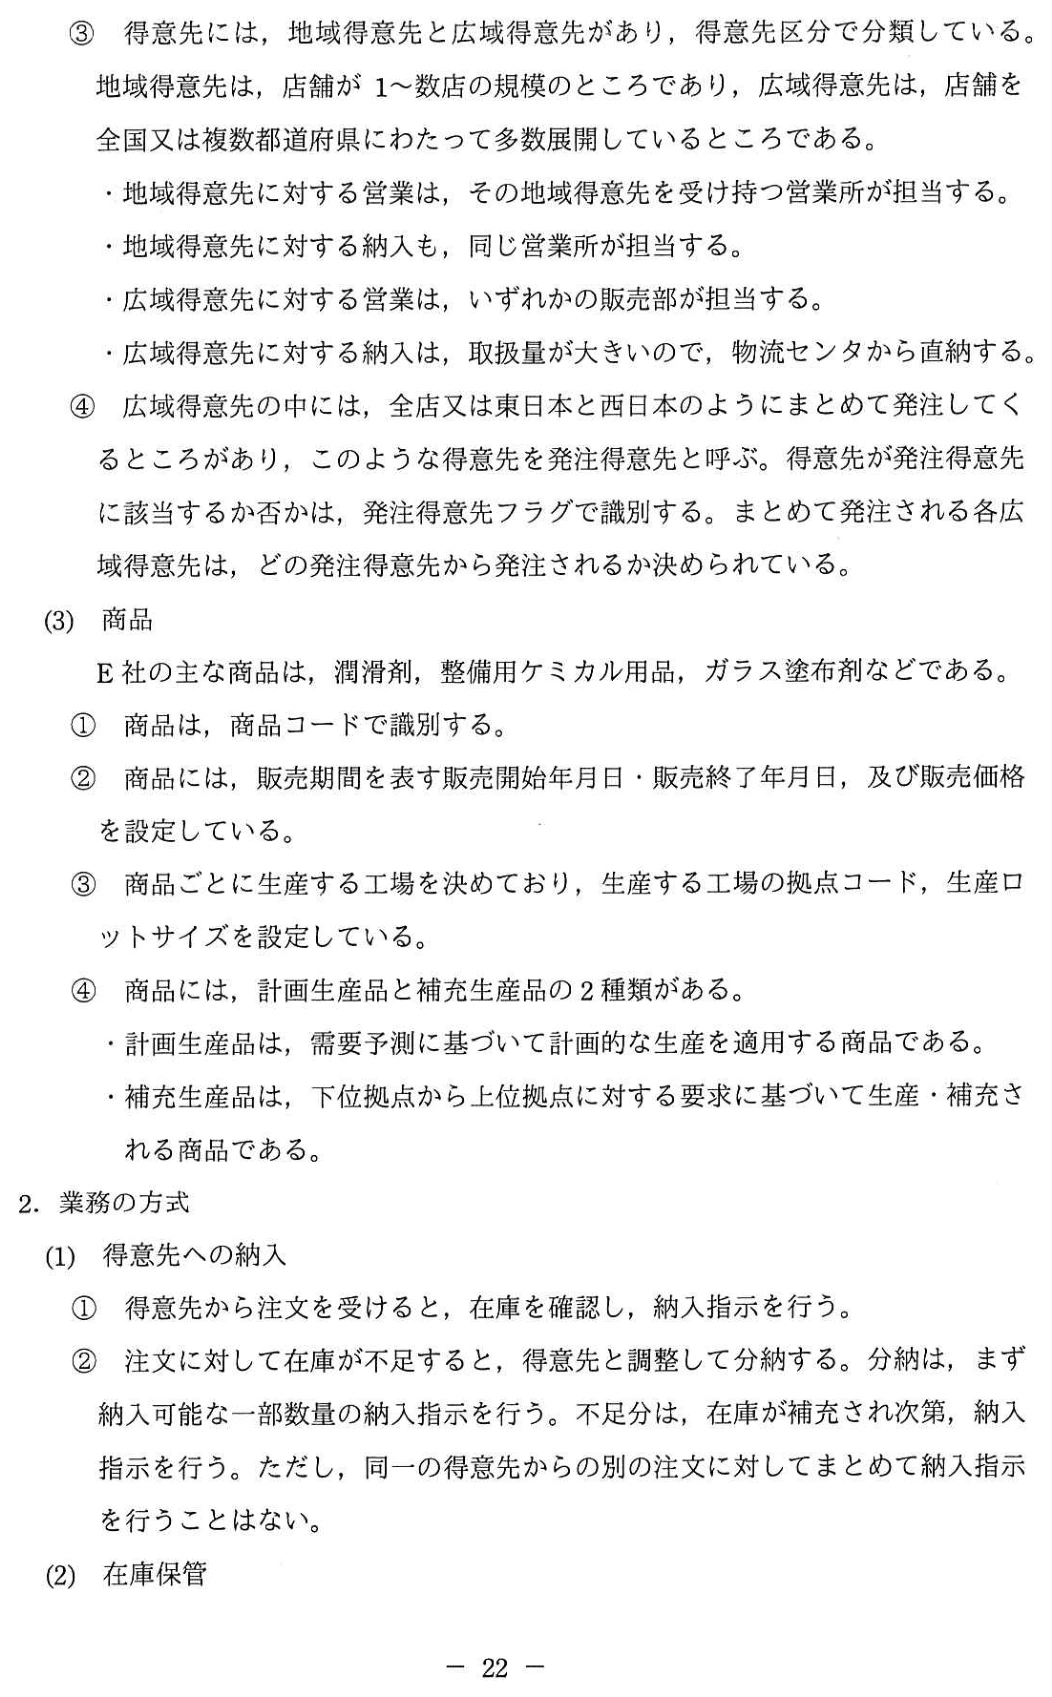 ③　得意先には，地域得意先と広域得意先があり，得意先区分で分類している。
地域得意先は，店舗が 1～数店の規模のところであり，広域得意先は，店舗を
全国又は複数都道府県にわたって多数展開しているところである。
・地域得意先に対する営業は，その地域得意先を受け持つ営業所が担当する。
・地域得意先に対する納入も，同じ営業所が担当する。
・広域得意先に対する営業は，いずれかの販売部が担当する。
・広域得意先に対する納入は，取扱量が大きいので，物流センタから直納する。
④　広域得意先の中には，全店又は東日本と西日本のようにまとめて発注してく
るところがあり，このような得意先を発注得意先と呼ぶ。得意先が発注得意先
に該当するか否かは，発注得意先フラグで識別する。まとめて発注される各広
域得意先は，どの発注得意先から発注されるか決められている。
(3)　商品
E 社の主な商品は，潤滑剤，整備用ケミカル用品，ガラス塗布剤などである。
①　商品は，商品コードで識別する。
②　商品には，販売期間を表す販売開始年月日・販売終了年月日，及び販売価格
を設定している。
③　商品ごとに生産する工場を決めており，生産する工場の拠点コード，生産ロ
ットサイズを設定している。
④　商品には，計画生産品と補充生産品の 2 種類がある。
・計画生産品は，需要予測に基づいて計画的な生産を適用する商品である。
・補充生産品は，下位拠点から上位拠点に対する要求に基づいて生産・補充さ
れる商品である。
2．業務の方式
(1)　得意先への納入
①　得意先から注文を受けると，在庫を確認し，納入指示を行う。
②　注文に対して在庫が不足すると，得意先と調整して分納する。分納は，まず
納入可能な一部数量の納入指示を行う。不足分は，在庫が補充され次第，納入
指示を行う。ただし，同一の得意先からの別の注文に対してまとめて納入指示
を行うことはない。
(2)　在庫保管
－ 22 －